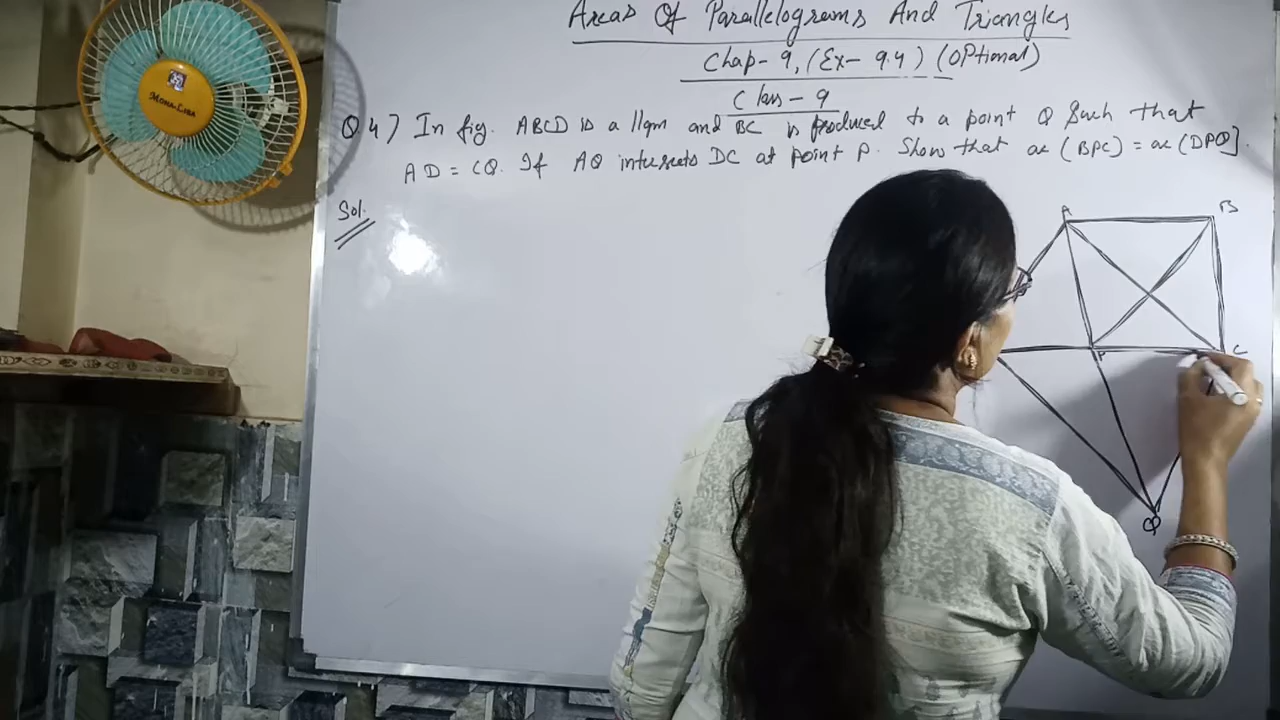 Areas Of Parallelograms And Triangles
Chap-9, (Ex-9.4) (Optional)
Class-9
Q 4) In fig. ABCD is a llgm and BC is produced to a point Q Such that
AD = CQ. If AQ intersects DC at point P. Show that ar (BPC) = ar (DPQ].
Sol.
A
B
P
C
Q
MONA-LISA